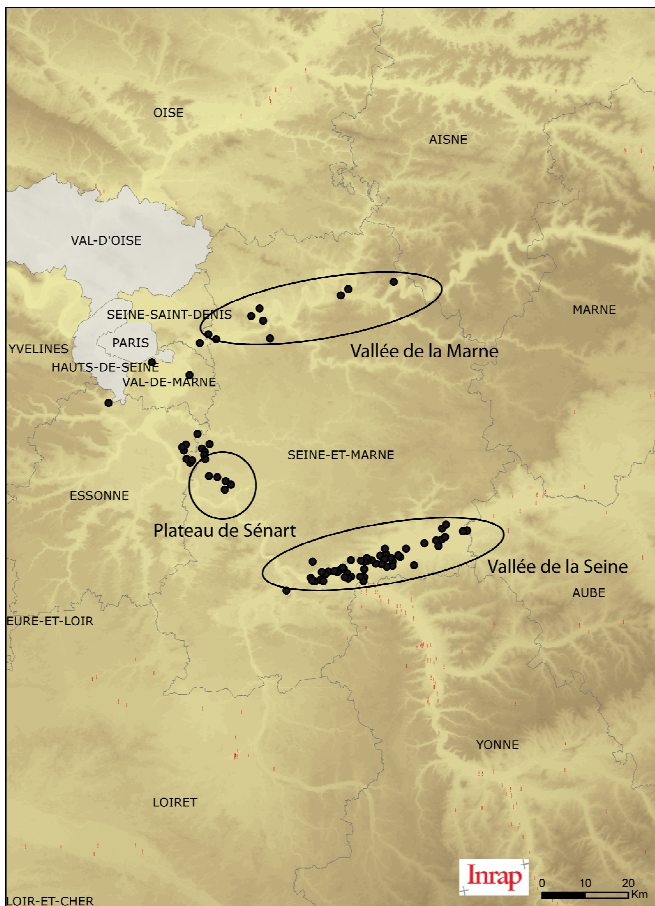 OISE
AISNE
VAL-D'OISE
MARNE
SEINE-SAINT-DENIS
PARIS
YVELINES
Vallée de la Marne
HAUTS-DE-SEINE
VAL-DE-MARNE
SEINE-ET-MARNE
ESSONNE
Plateau de Sénart
Vallée de la Seine
AUBE
EURE-ET-LOIR
YONNE
LOIRET
Inrap
0 10 20
Km
LOIR-ET-CHER